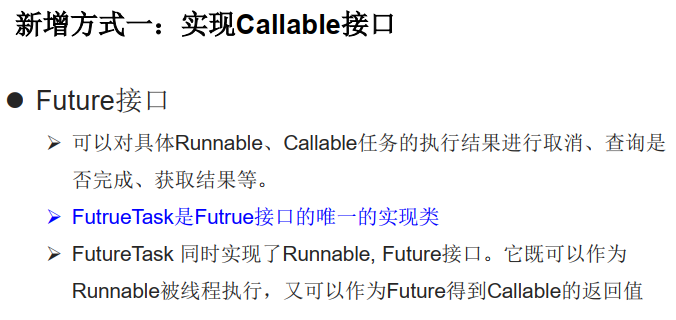 新增方式一：实现Callable接口
● Future接口
➢ 可以对具体Runnable、Callable任务的执行结果进行取消、查询是
否完成、获取结果等。
➢ FutrueTask是Futrue接口的唯一的实现类
➢ FutureTask 同时实现了Runnable, Future接口。它既可以作为
Runnable被线程执行，又可以作为Future得到Callable的返回值